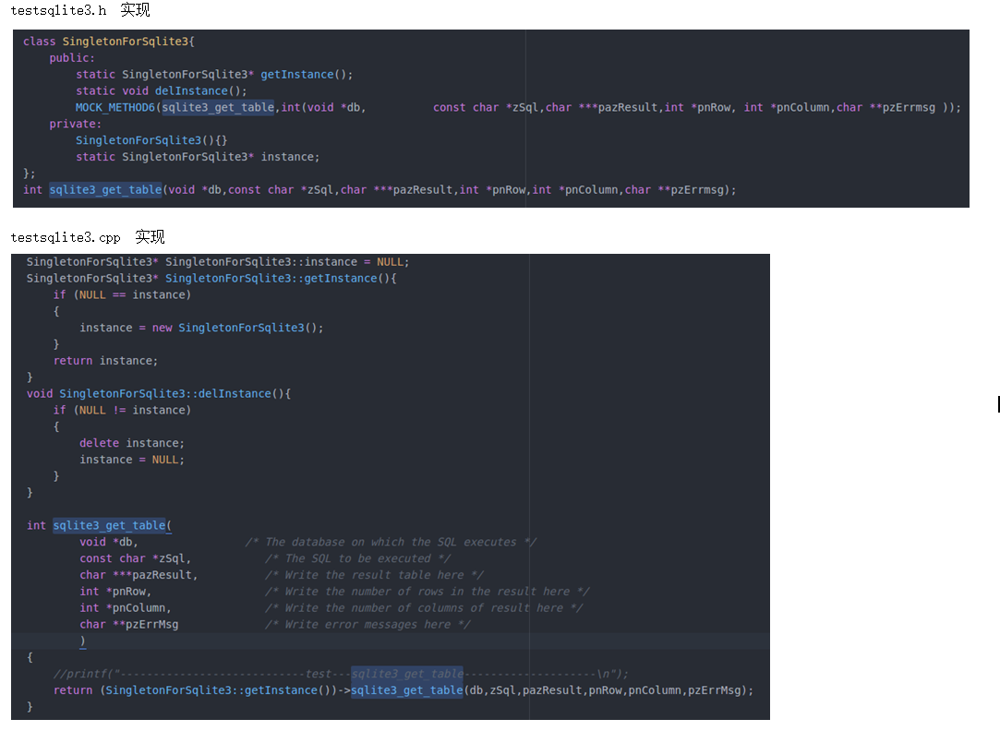 testsqlite3.h 实现
class SingletonForSqlite3{
    public:
        static SingletonForSqlite3* getInstance();
        static void delInstance();
        MOCK_METHOD6(sqlite3_get_table,int(void *db,          const char *zSql,char ***pazResult,int *pnRow, int *pnColumn,char **pzErrmsg ));
    private:
        SingletonForSqlite3(){}
        static SingletonForSqlite3* instance;
};
int sqlite3_get_table(void *db,const char *zSql,char ***pazResult,int *pnRow,int *pnColumn,char **pzErrmsg);
testsqlite3.cpp 实现
SingletonForSqlite3* SingletonForSqlite3::instance = NULL;
SingletonForSqlite3* SingletonForSqlite3::getInstance(){
    if (NULL == instance)
    {
        instance = new SingletonForSqlite3();
    }
    return instance;
}
void SingletonForSqlite3::delInstance(){
    if (NULL != instance)
    {
        delete instance;
        instance = NULL;
    }
}
int sqlite3_get_table(
        void *db,                /* The database on which the SQL executes */
        const char *zSql,           /* The SQL to be executed */
        char ***pazResult,          /* Write the result table here */
        int *pnRow,                 /* Write the number of rows in the result here */
        int *pnColumn,              /* Write the number of columns of result here */
        char **pzErrMsg             /* Write error messages here */
        )
{
    //printf("----------------------------test---sqlite3_get_table--------------------\n");
    return (SingletonForSqlite3::getInstance())->sqlite3_get_table(db,zSql,pazResult,pnRow,pnColumn,pzErrMsg);
}